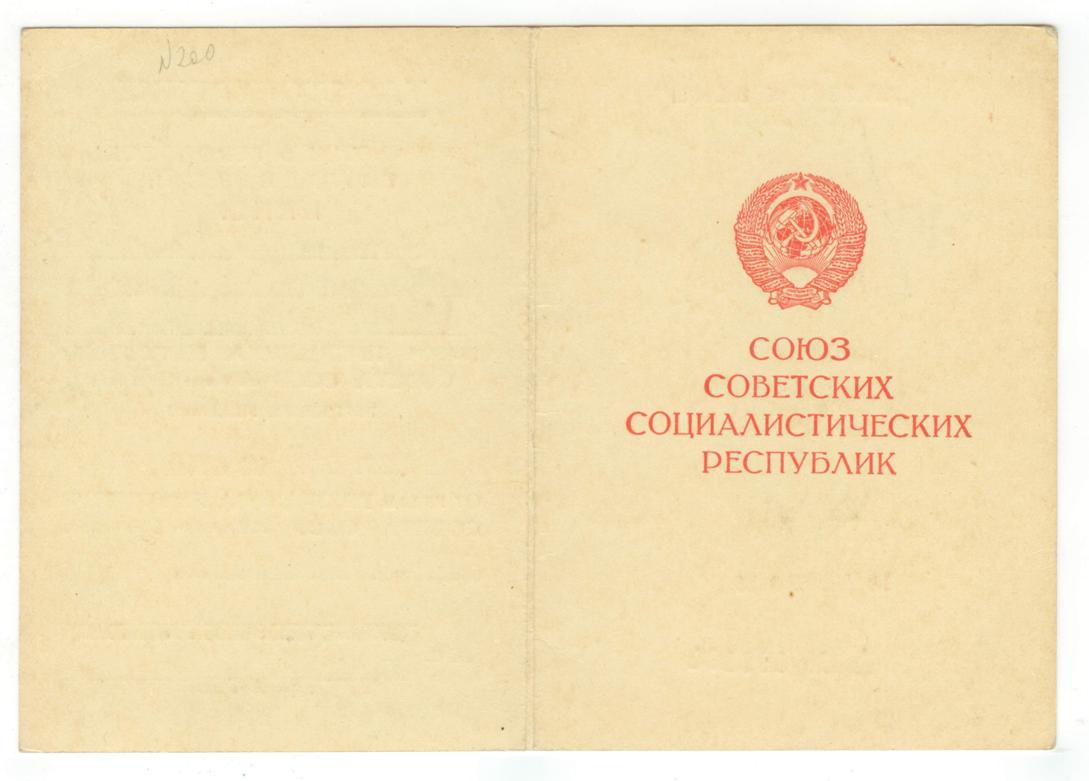 N200
СОЮЗ
СОВЕТСКИХ
СОЦИАЛИСТИЧЕСКИХ
РЕСПУБЛИК